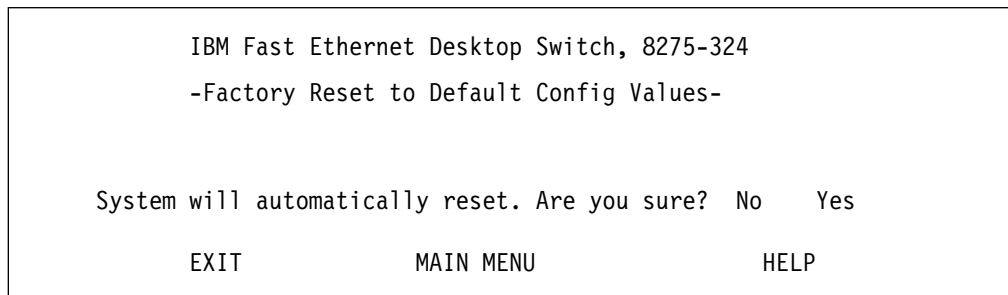 IBM Fast Ethernet Desktop Switch, 8275-324
-Factory Reset to Default Config Values-
System will automatically reset. Are you sure? No Yes
EXIT MAIN MENU HELP